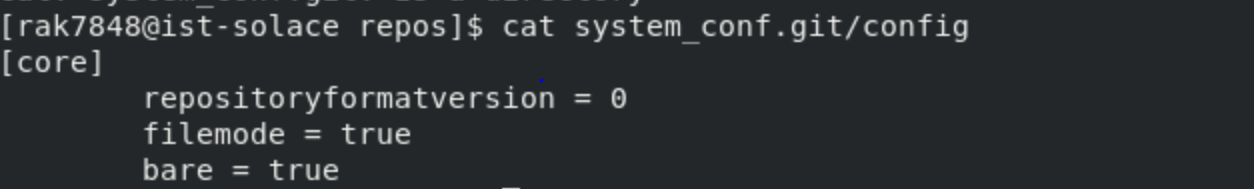 [rak7848@ist-solace repos]$ cat system_conf.git/config
[core]
        repositoryformatversion = 0
        filemode = true
        bare = true